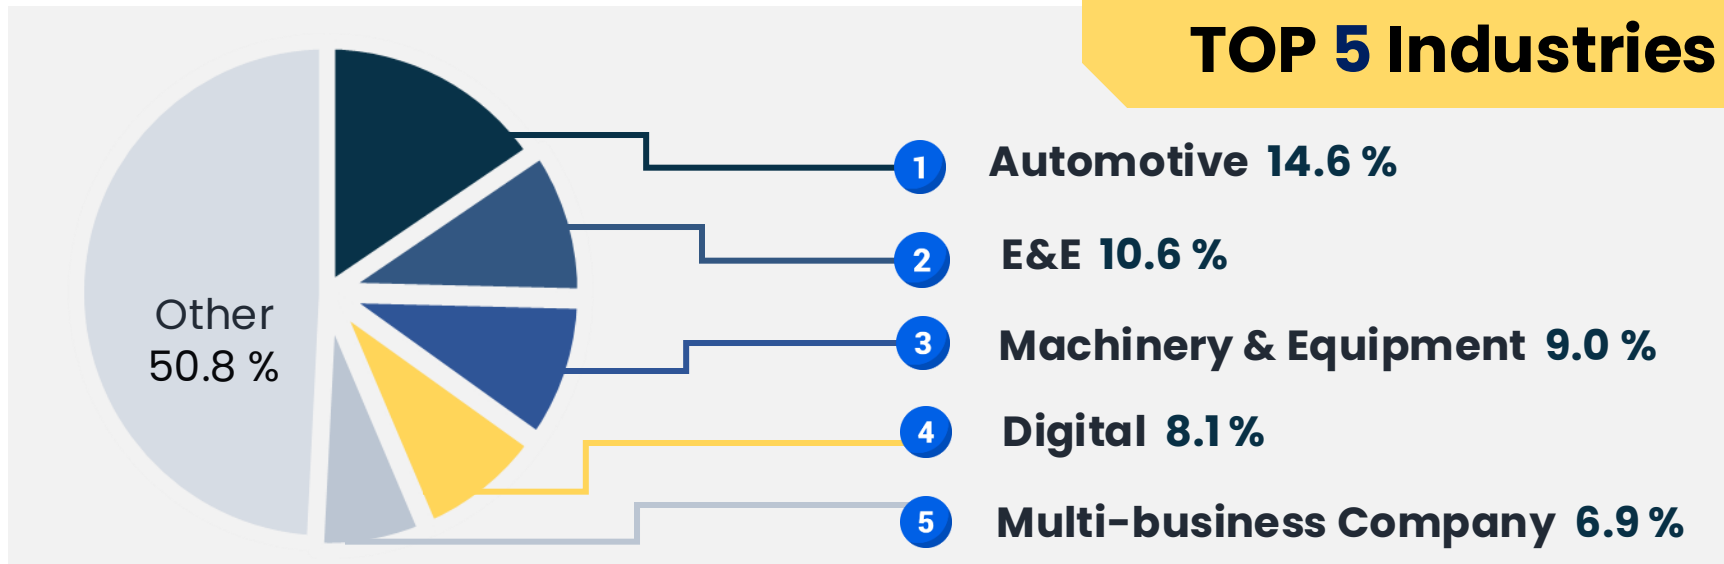 TOP 5 Industries
Other
50.8 %
1 Automotive 14.6 %
2 E&E 10.6 %
3 Machinery & Equipment 9.0 %
4 Digital 8.1 %
5 Multi-business Company 6.9 %